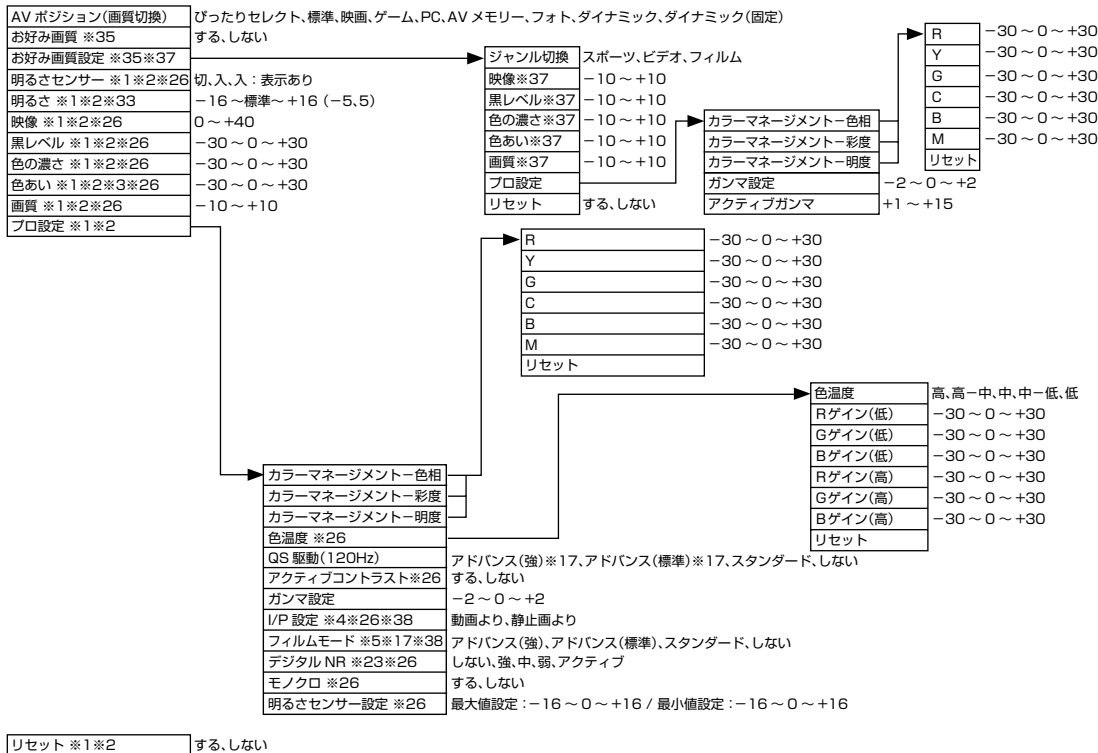 AV ポジション(画質切換) ぴったりセレクト、標準、映画、ゲーム、PC、AV メモリー、フォト、ダイナミック、ダイナミック(固定)
お好み画質 ※35 する、しない
お好み画質設定 ※35※37
明るさセンサー ※1※2※26 切、入、入:表示あり
明るさ ※1※2※33 −16～標準～+16 (−5、5)
映像 ※1※2※26 0～+40
黒レベル ※1※2※26 −30～0～+30
色の濃さ ※1※2※26 −30～0～+30
色あい ※1※2※3※26 −30～0～+30
画質 ※1※2※26 −10～+10
プロ設定 ※1※2
ジャンル切換 スポーツ、ビデオ、フィルム
映像※37 −10～+10
黒レベル※37 −10～+10
色の濃さ※37 −10～+10
色あい※37 −10～+10
画質※37 −10～+10
プロ設定
リセット する、しない
カラーマネージメント−色相
カラーマネージメント−彩度
カラーマネージメント−明度
ガンマ設定 −2～0～+2
アクティブガンマ +1～+15
R −30～0～+30
Y −30～0～+30
G −30～0～+30
C −30～0～+30
B −30～0～+30
M −30～0～+30
リセット
R −30～0～+30
Y −30～0～+30
G −30～0～+30
C −30～0～+30
B −30～0～+30
M −30～0～+30
リセット
色温度 高、高−中、中、中−低、低
Rゲイン(低) −30～0～+30
Gゲイン(低) −30～0～+30
Bゲイン(低) −30～0～+30
Rゲイン(高) −30～0～+30
Gゲイン(高) −30～0～+30
Bゲイン(高) −30～0～+30
リセット
カラーマネージメント−色相
カラーマネージメント−彩度
カラーマネージメント−明度
色温度 ※26
QS 駆動(120Hz) アドバンス(強)※17、アドバンス(標準)※17、スタンダード、しない
アクティブコントラスト※26 する、しない
ガンマ設定 −2～0～+2
I/P 設定 ※4※26※38 動画より、静止画より
フィルムモード ※5※17※38 アドバンス(強)、アドバンス(標準)、スタンダード、しない
デジタル NR ※23※26 しない、強、中、弱、アクティブ
モノクロ ※26 する、しない
明るさセンサー設定 ※26 最大値設定:−16～0～+16 / 最小値設定:−16～0～+16
リセット ※1※2 する、しない